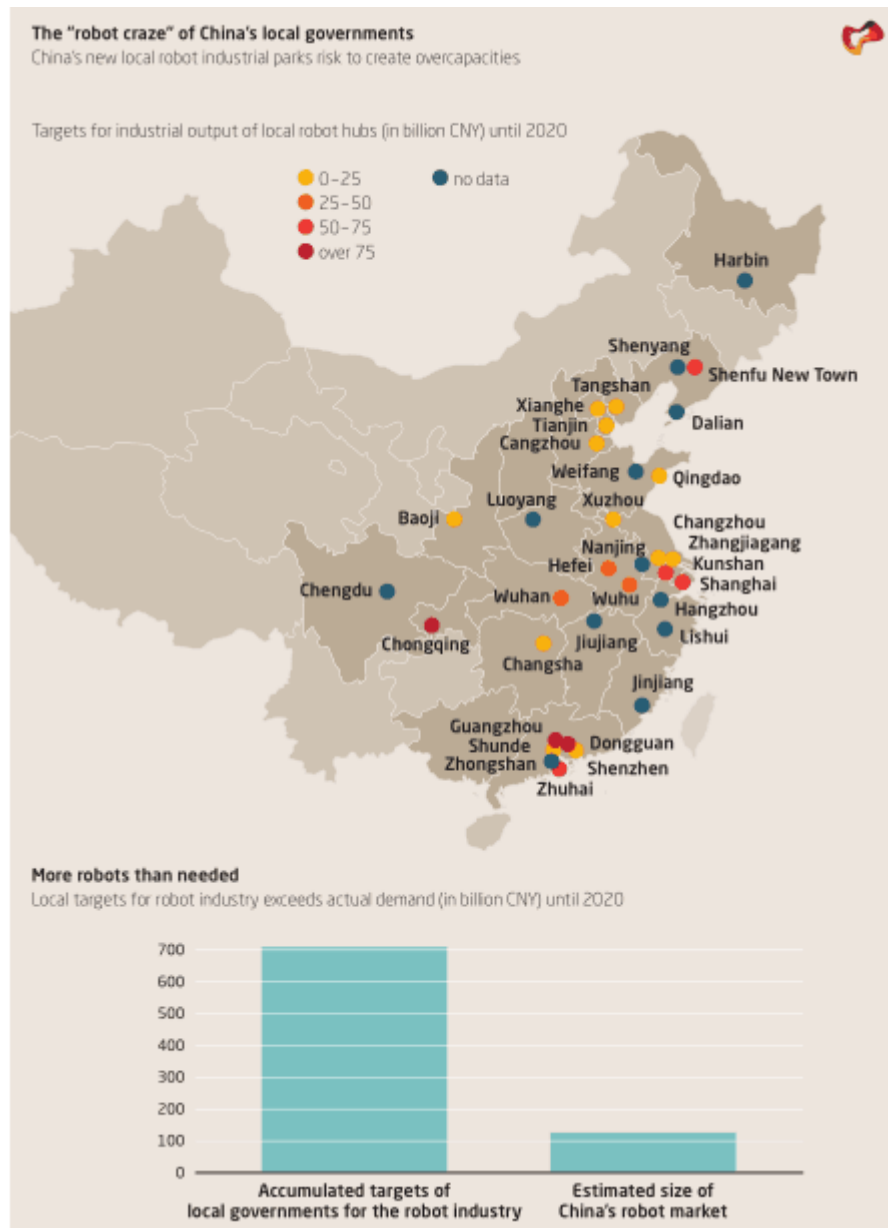 The "robot craze" of China's local governments
China's new local robot industrial parks risk to create overcapacities
Targets for industrial output of local robot hubs (in billion CNY) until 2020
0–25
no data
25–50
50–75
over 75
Harbin
Shenyang
Shenfu New Town
Tangshan
Xianghe
Tianjin
Dalian
Cangzhou
Weifang
Qingdao
Luoyang
Xuzhou
Baoji
Changzhou
Zhangjiagang
Nanjing
Kunshan
Hefei
Shanghai
Chengdu
Wuhan
Wuhu
Hangzhou
Lishui
Chongqing
Jiujiang
Changsha
Jinjiang
Guangzhou
Shunde
Dongguan
Zhongshan
Shenzhen
Zhuhai
More robots than needed
Local targets for robot industry exceeds actual demand (in billion CNY) until 2020
700
600
500
400
300
200
100
0
Accumulated targets of
local governments for the robot industry
Estimated size of
China's robot market